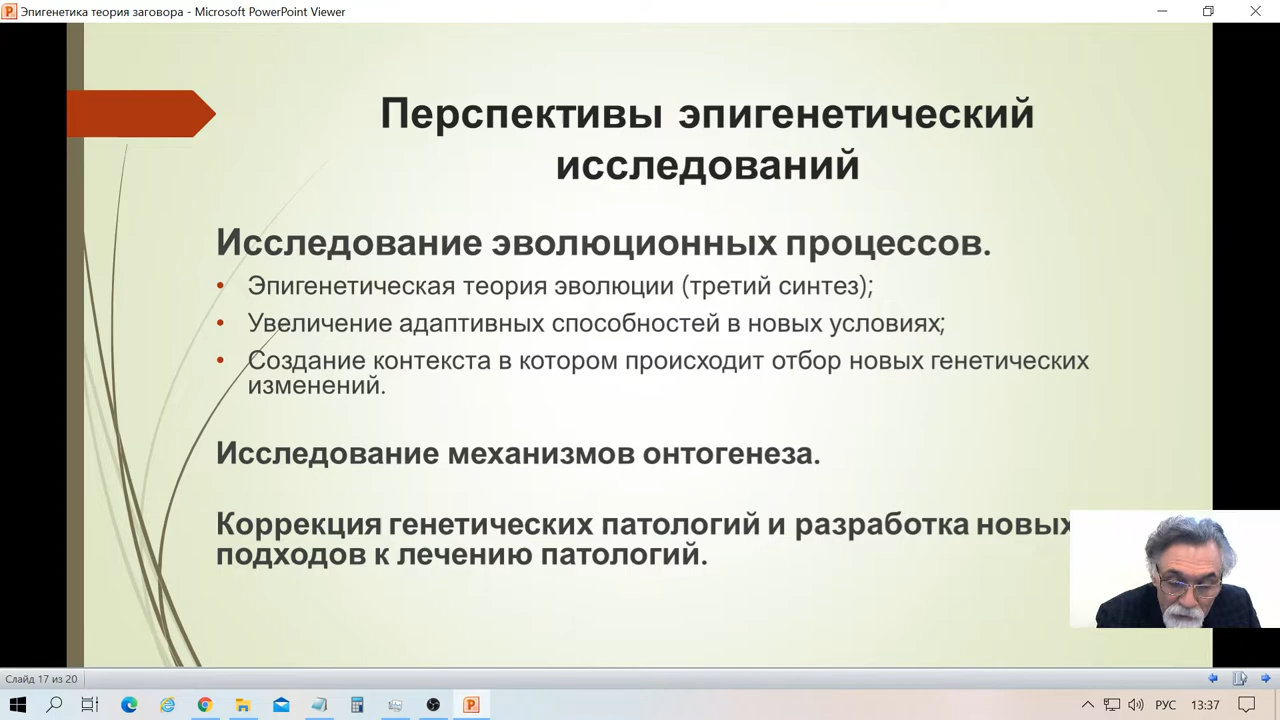 Эпигенетика теория заговора - Microsoft PowerPoint Viewer
Перспективы эпигенетический
исследований
Исследование эволюционных процессов.
• Эпигенетическая теория эволюции (третий синтез);
• Увеличение адаптивных способностей в новых условиях;
• Создание контекста в котором происходит отбор новых генетических
изменений.
Исследование механизмов онтогенеза.
Коррекция генетических патологий и разработка новых
подходов к лечению патологий.
Слайд 17 из 20
РУС
13:37